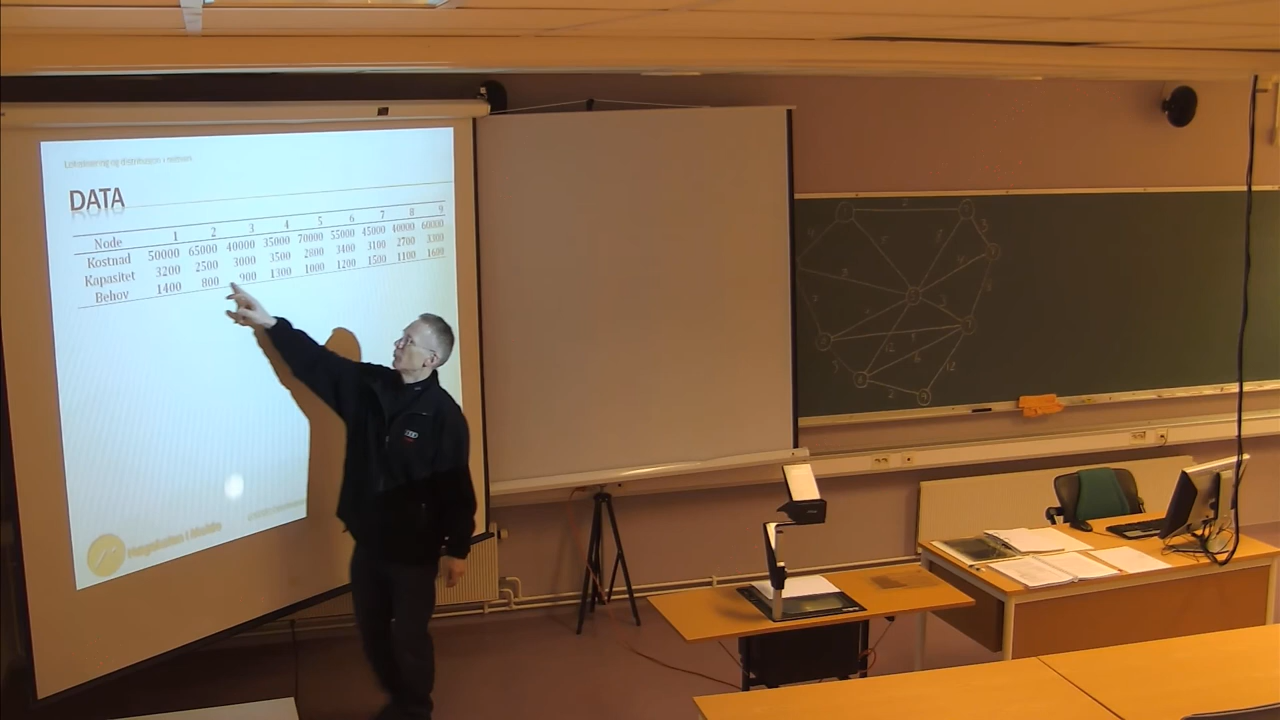 Lokalisering og distribusjon i nettverk
DATA
Node 1 2 3 4 5 6 7 8 9
Kostnad 50000 65000 40000 35000 70000 55000 45000 40000 60000
Kapasitet 3200 2500 3000 3500 2800 3400 3100 2700 3300
Behov 1400 800 900 1300 1000 1200 1500 1100 1600
Høgskolen i Molde